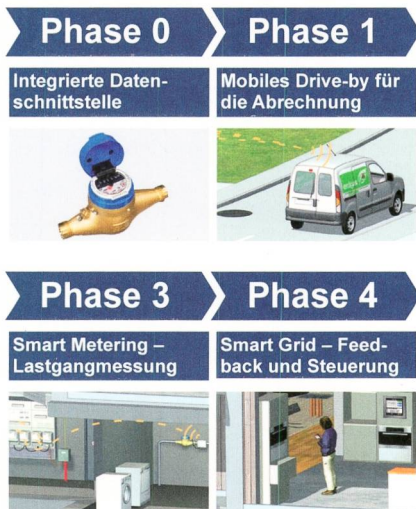 Phase 0
Phase 1
Integrierte Daten-
schnittstelle
Mobiles Drive-by für
die Abrechnung
Phase 3
Phase 4
Smart Metering –
Lastgangmessung
Smart Grid – Feed-
back und Steuerung